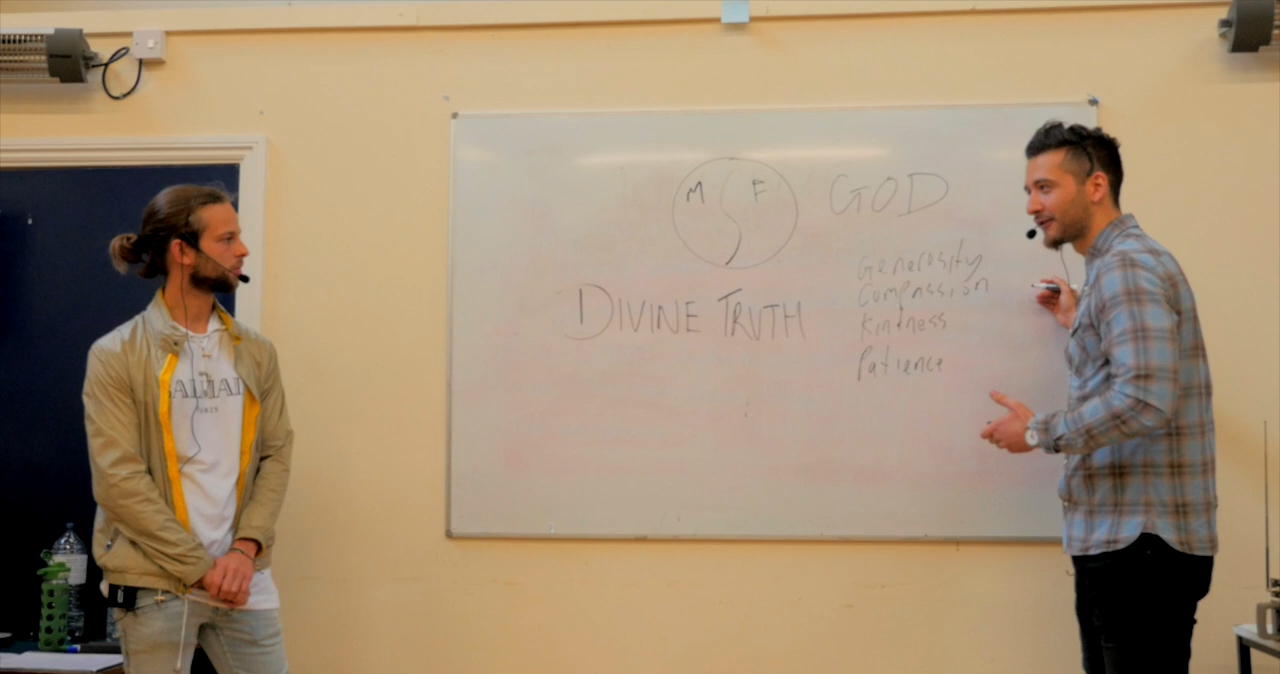 M F
GOD
Generosity
Compassion
DIVINE TRUTH
Kindness
Patience
BALMAIN
PARIS